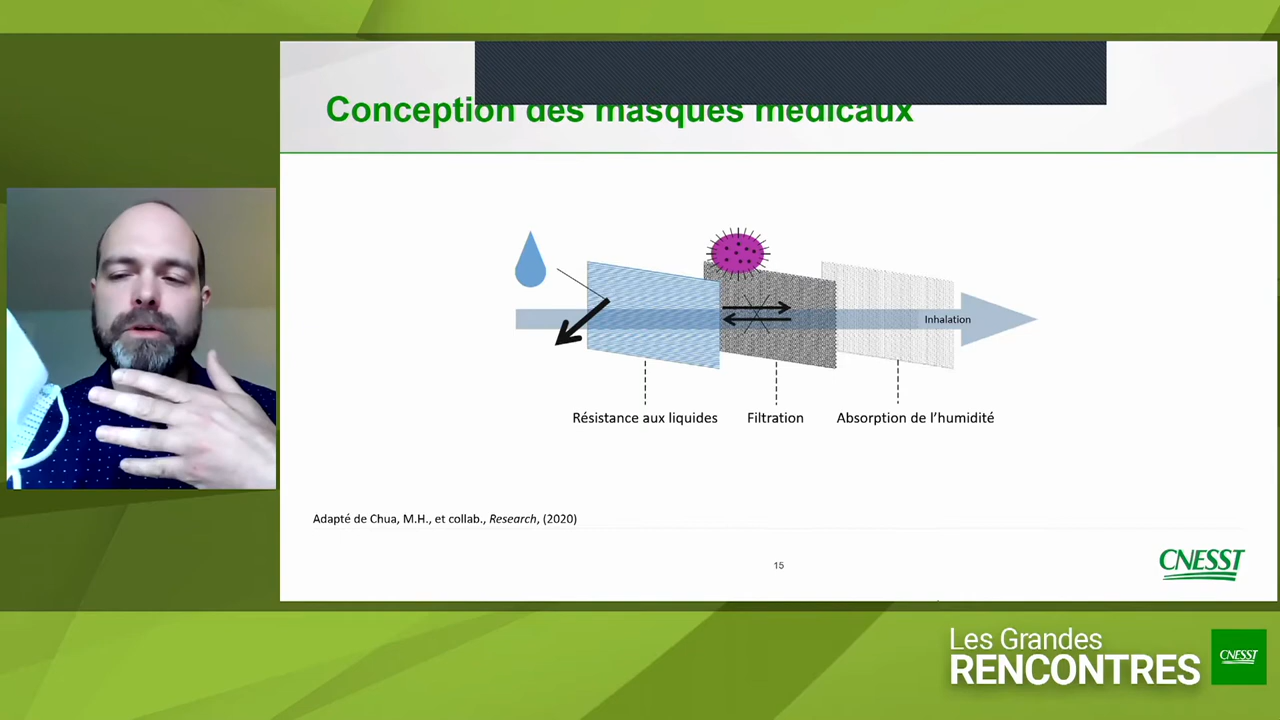 Conception des masques médicaux
Inhalation
Résistance aux liquides
Filtration
Absorption de l’humidité
Adapté de Chua, M.H., et collab., Research, (2020)
15
CNESST
Les Grandes
RENCONTRES
CNESST